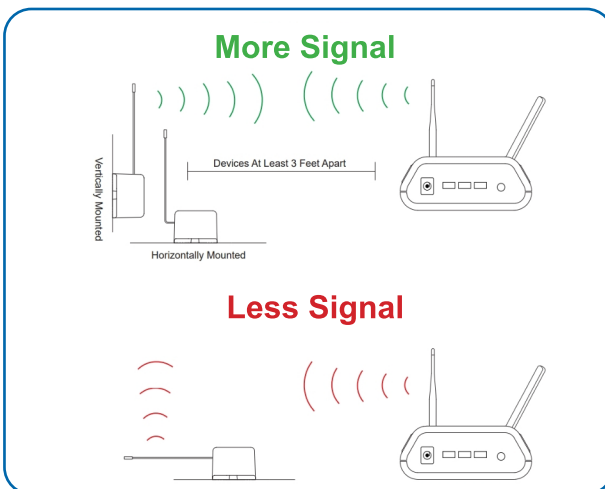 More Signal
Devices At Least 3 Feet Apart
Vertically Mounted
Horizontally Mounted
Less Signal